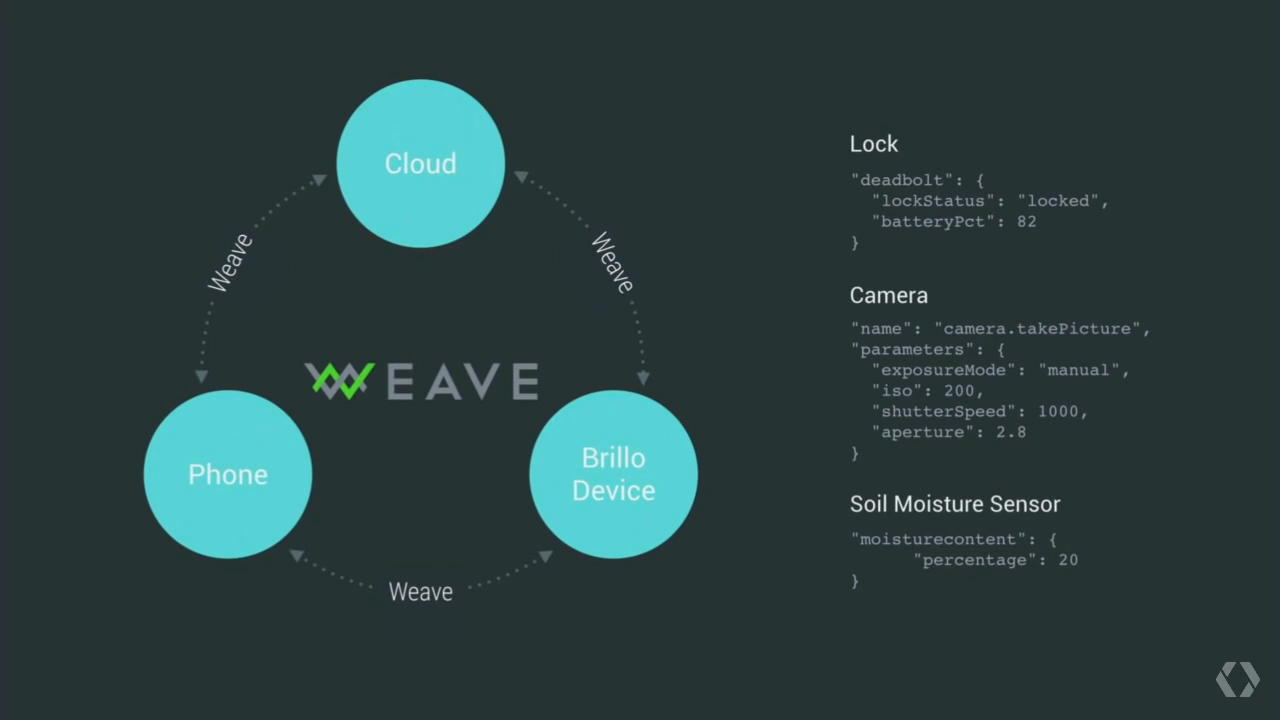 Cloud
Weave
Weave
WEAVE
Phone
Brillo
Device
Weave
Lock
"deadbolt": {
  "lockStatus": "locked",
  "batteryPct": 82
}
Camera
"name": "camera.takePicture",
"parameters": {
  "exposureMode": "manual",
  "iso": 200,
  "shutterSpeed": 1000,
  "aperture": 2.8
}
Soil Moisture Sensor
"moisturecontent": {
      "percentage": 20
}